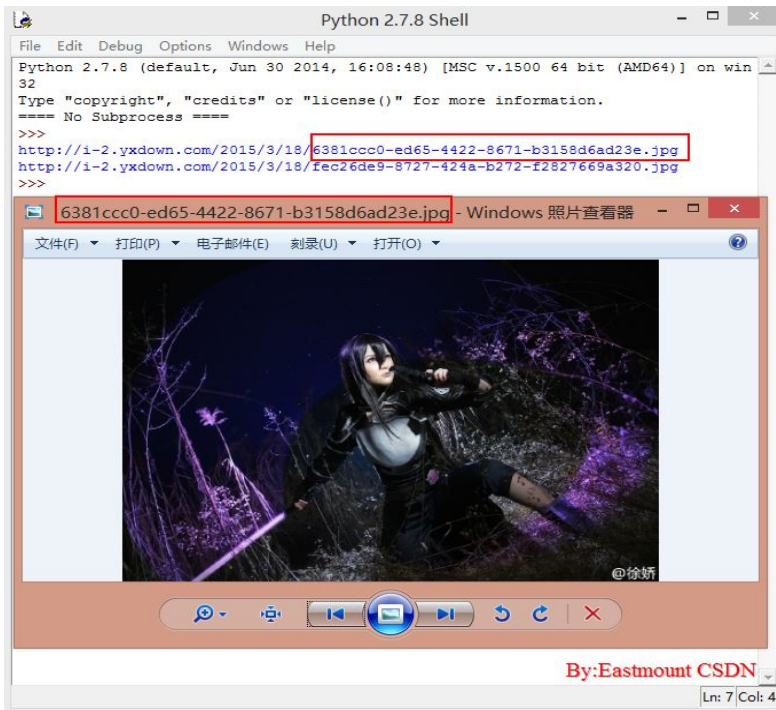 Python 2.7.8 Shell
File Edit Debug Options Windows Help
Python 2.7.8 (default, Jun 30 2014, 16:08:48) [MSC v.1500 64 bit (AMD64)] on win
32
Type "copyright", "credits" or "license()" for more information.
==== No Subprocess ====
>>>
http://i-2.yxdown.com/2015/3/18/6381ccc0-ed65-4422-8671-b3158d6ad23e.jpg
http://i-2.yxdown.com/2015/3/18/fec26de9-8727-424a-b272-f2827669a320.jpg
>>>
6381ccc0-ed65-4422-8671-b3158d6ad23e.jpg - Windows 照片查看器
文件(F) 打印(P) 电子邮件(E) 刻录(U) 打开(O)
@徐娇
By:Eastmount CSDN
Ln: 7 Col: 4